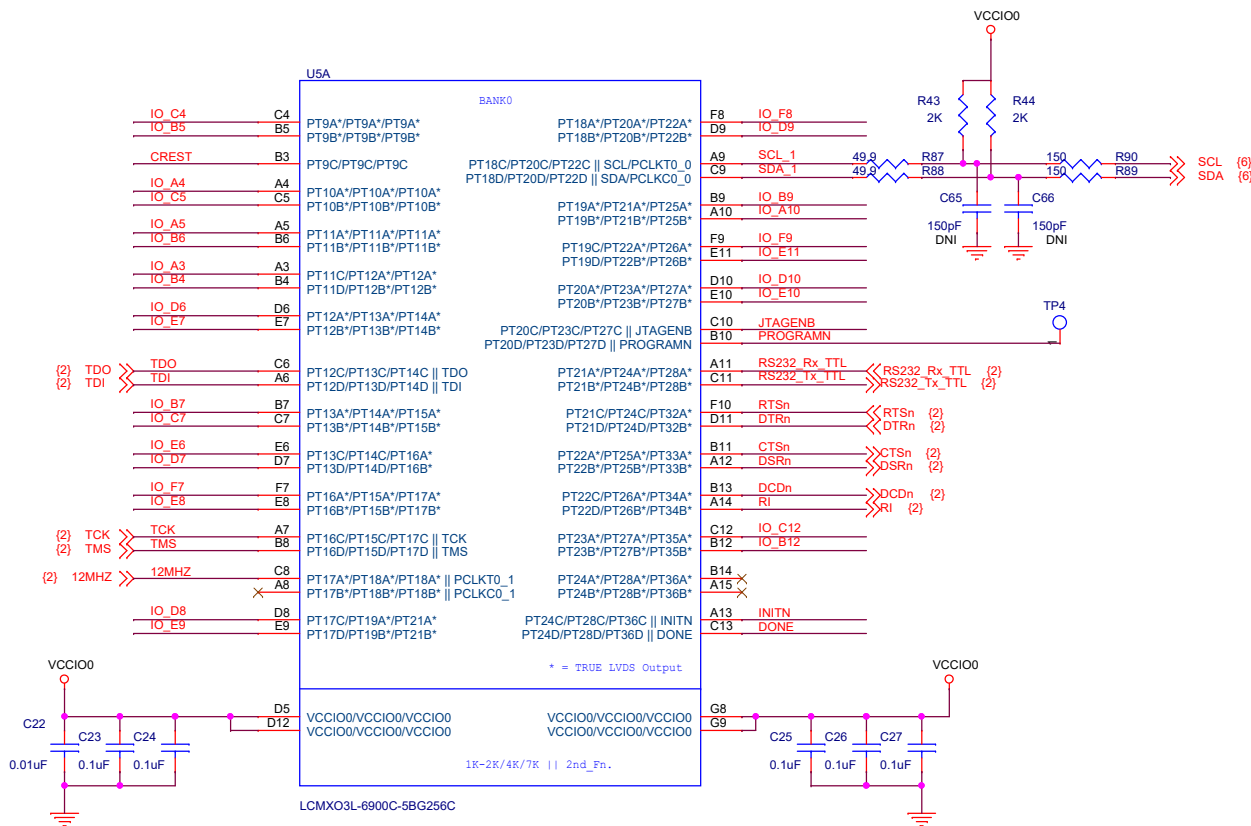 VCCIO0
U5A
BANK0
R43
2K
R44
2K
IO_C4 C4 PT9A*/PT9A*/PT9A*
IO_B5 B5 PT9B*/PT9B*/PT9B*
CREST B3 PT9C/PT9C/PT9C
IO_A4 A4 PT10A*/PT10A*/PT10A*
IO_C5 C5 PT10B*/PT10B*/PT10B*
IO_A5 A5 PT11A*/PT11A*/PT11A*
IO_B6 B6 PT11B*/PT11B*/PT11B*
IO_A3 A3 PT11C/PT12A*/PT12A*
IO_B4 B4 PT11D/PT12B*/PT12B*
IO_D6 D6 PT12A*/PT13A*/PT14A*
IO_E7 E7 PT12B*/PT13B*/PT14B*
{2} TDO TDO C6 PT12C/PT13C/PT14C || TDO
{2} TDI TDI A6 PT12D/PT13D/PT14D || TDI
IO_B7 B7 PT13A*/PT14A*/PT15A*
IO_C7 C7 PT13B*/PT14B*/PT15B*
IO_E6 E6 PT13C/PT14C/PT16A*
IO_D7 D7 PT13D/PT14D/PT16B*
IO_F7 F7 PT16A*/PT15A*/PT17A*
IO_E8 E8 PT16B*/PT15B*/PT17B*
{2} TCK TCK A7 PT16C/PT15C/PT17C || TCK
{2} TMS TMS B8 PT16D/PT15D/PT17D || TMS
{2} 12MHZ 12MHZ C8 PT17A*/PT18A*/PT18A* || PCLKT0_1
A8 PT17B*/PT18B*/PT18B* || PCLKC0_1
IO_D8 D8 PT17C/PT19A*/PT21A*
IO_E9 E9 PT17D/PT19B*/PT21B*
PT18A*/PT20A*/PT22A* F8 IO_F8
PT18B*/PT20B*/PT22B* D9 IO_D9
PT18C/PT20C/PT22C || SCL/PCLKT0_0 A9 SCL_1 49.9 R87 150 R90 SCL {6}
PT18D/PT20D/PT22D || SDA/PCLKC0_0 C9 SDA_1 49.9 R88 150 R89 SDA {6}
C65
150pF
DNI
C66
150pF
DNI
PT19A*/PT21A*/PT25A* B9 IO_B9
PT19B*/PT21B*/PT25B* A10 IO_A10
PT19C/PT22A*/PT26A* F9 IO_F9
PT19D/PT22B*/PT26B* E11 IO_E11
PT20A*/PT23A*/PT27A* D10 IO_D10
PT20B*/PT23B*/PT27B* E10 IO_E10
TP4
PT20C/PT23C/PT27C || JTAGENB C10 JTAGENB
PT20D/PT23D/PT27D || PROGRAMN B10 PROGRAMN
PT21A*/PT24A*/PT28A* A11 RS232_Rx_TTL RS232_Rx_TTL {2}
PT21B*/PT24B*/PT28B* C11 RS232_Tx_TTL RS232_Tx_TTL {2}
PT21C/PT24C/PT32A* F10 RTSn RTSn {2}
PT21D/PT24D/PT32B* D11 DTRn DTRn {2}
PT22A*/PT25A*/PT33A* B11 CTSn CTSn {2}
PT22B*/PT25B*/PT33B* A12 DSRn DSRn {2}
PT22C/PT26A*/PT34A* B13 DCDn DCDn {2}
PT22D/PT26B*/PT34B* A14 RI RI {2}
PT23A*/PT27A*/PT35A* C12 IO_C12
PT23B*/PT27B*/PT35B* B12 IO_B12
PT24A*/PT28A*/PT36A* B14
PT24B*/PT28B*/PT36B* A15
PT24C/PT28C/PT36C || INITN A13 INITN
PT24D/PT28D/PT36D || DONE C13 DONE
* = TRUE LVDS Output
VCCIO0
VCCIO0
D5 VCCIO0/VCCIO0/VCCIO0
D12 VCCIO0/VCCIO0/VCCIO0
VCCIO0/VCCIO0/VCCIO0 G8
VCCIO0/VCCIO0/VCCIO0 G9
C22
0.01uF
C23
0.1uF
C24
0.1uF
C25
0.1uF
C26
0.1uF
C27
0.1uF
1K-2K/4K/7K || 2nd_Fn.
LCMXO3L-6900C-5BG256C